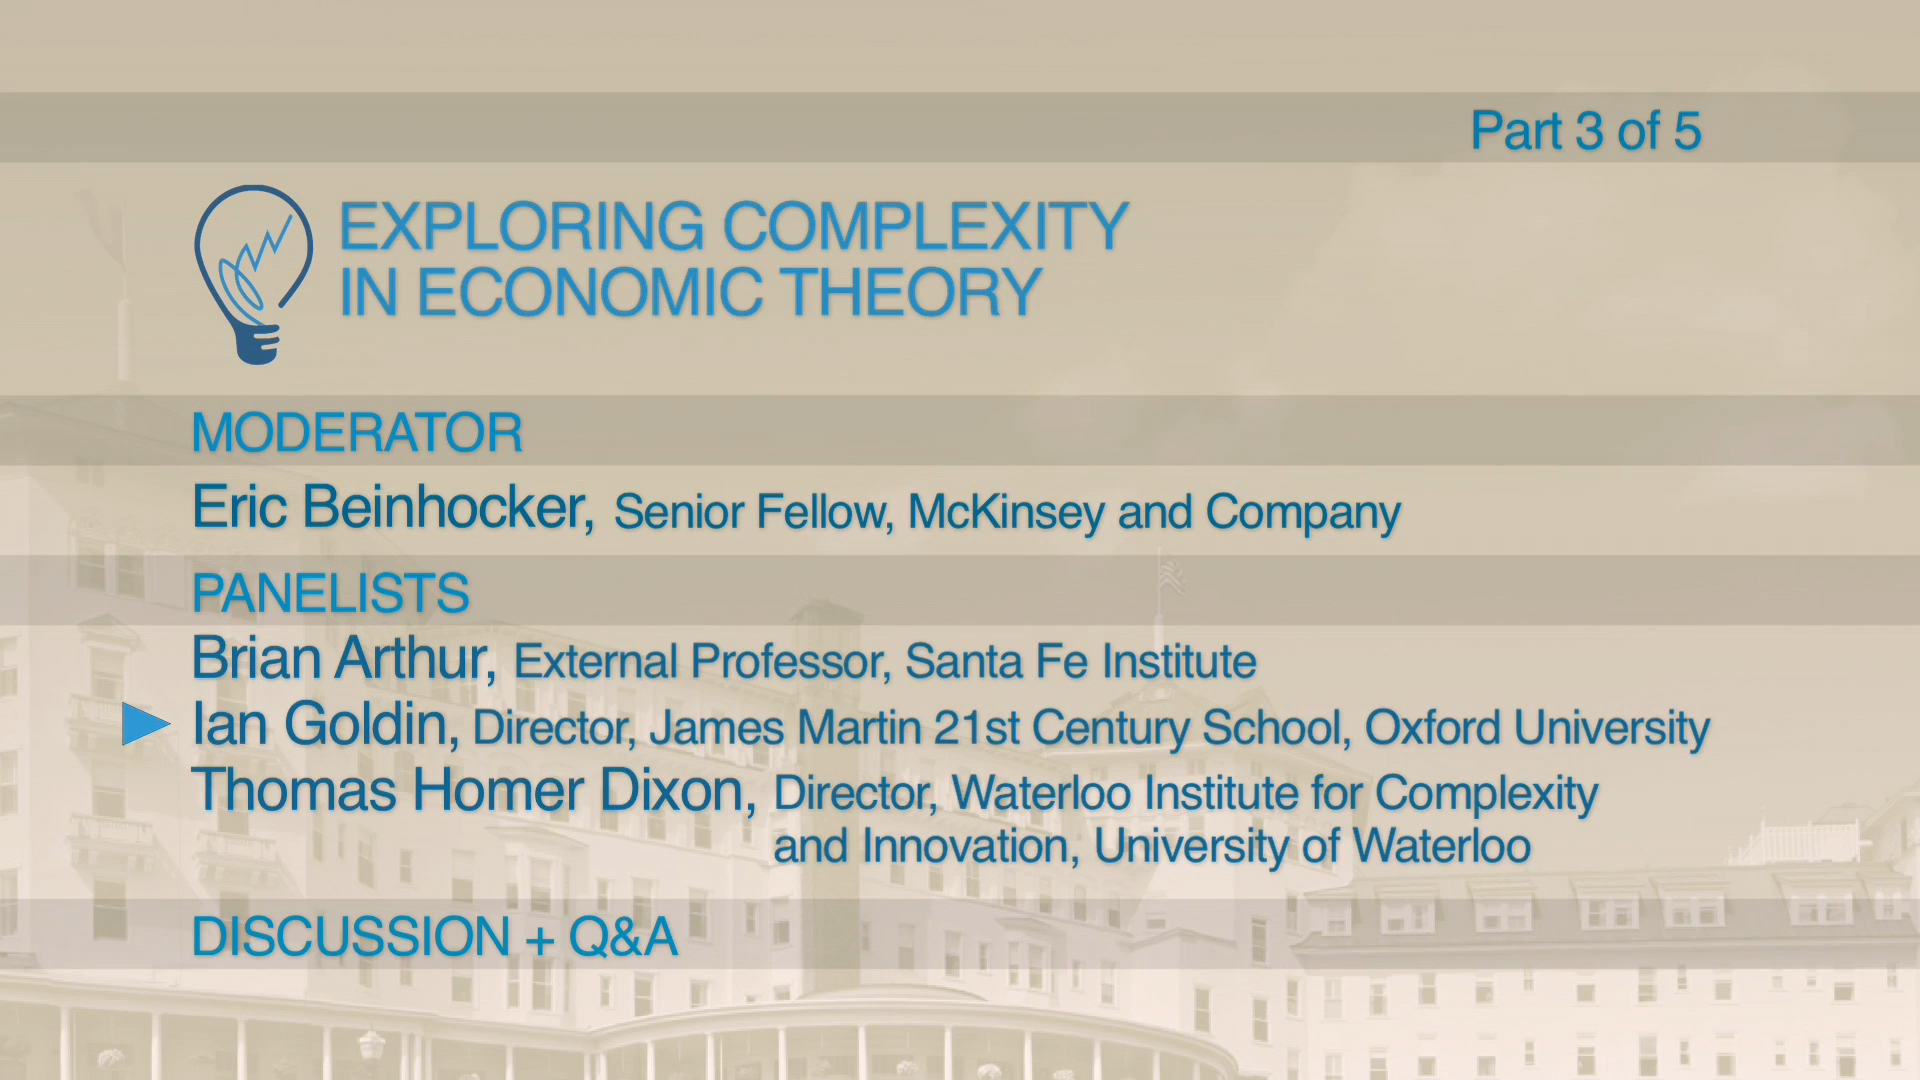 Part 3 of 5
EXPLORING COMPLEXITY
IN ECONOMIC THEORY
MODERATOR
Eric Beinhocker, Senior Fellow, McKinsey and Company
PANELISTS
Brian Arthur, External Professor, Santa Fe Institute
Ian Goldin, Director, James Martin 21st Century School, Oxford University
Thomas Homer Dixon, Director, Waterloo Institute for Complexity
and Innovation, University of Waterloo
DISCUSSION + Q&A